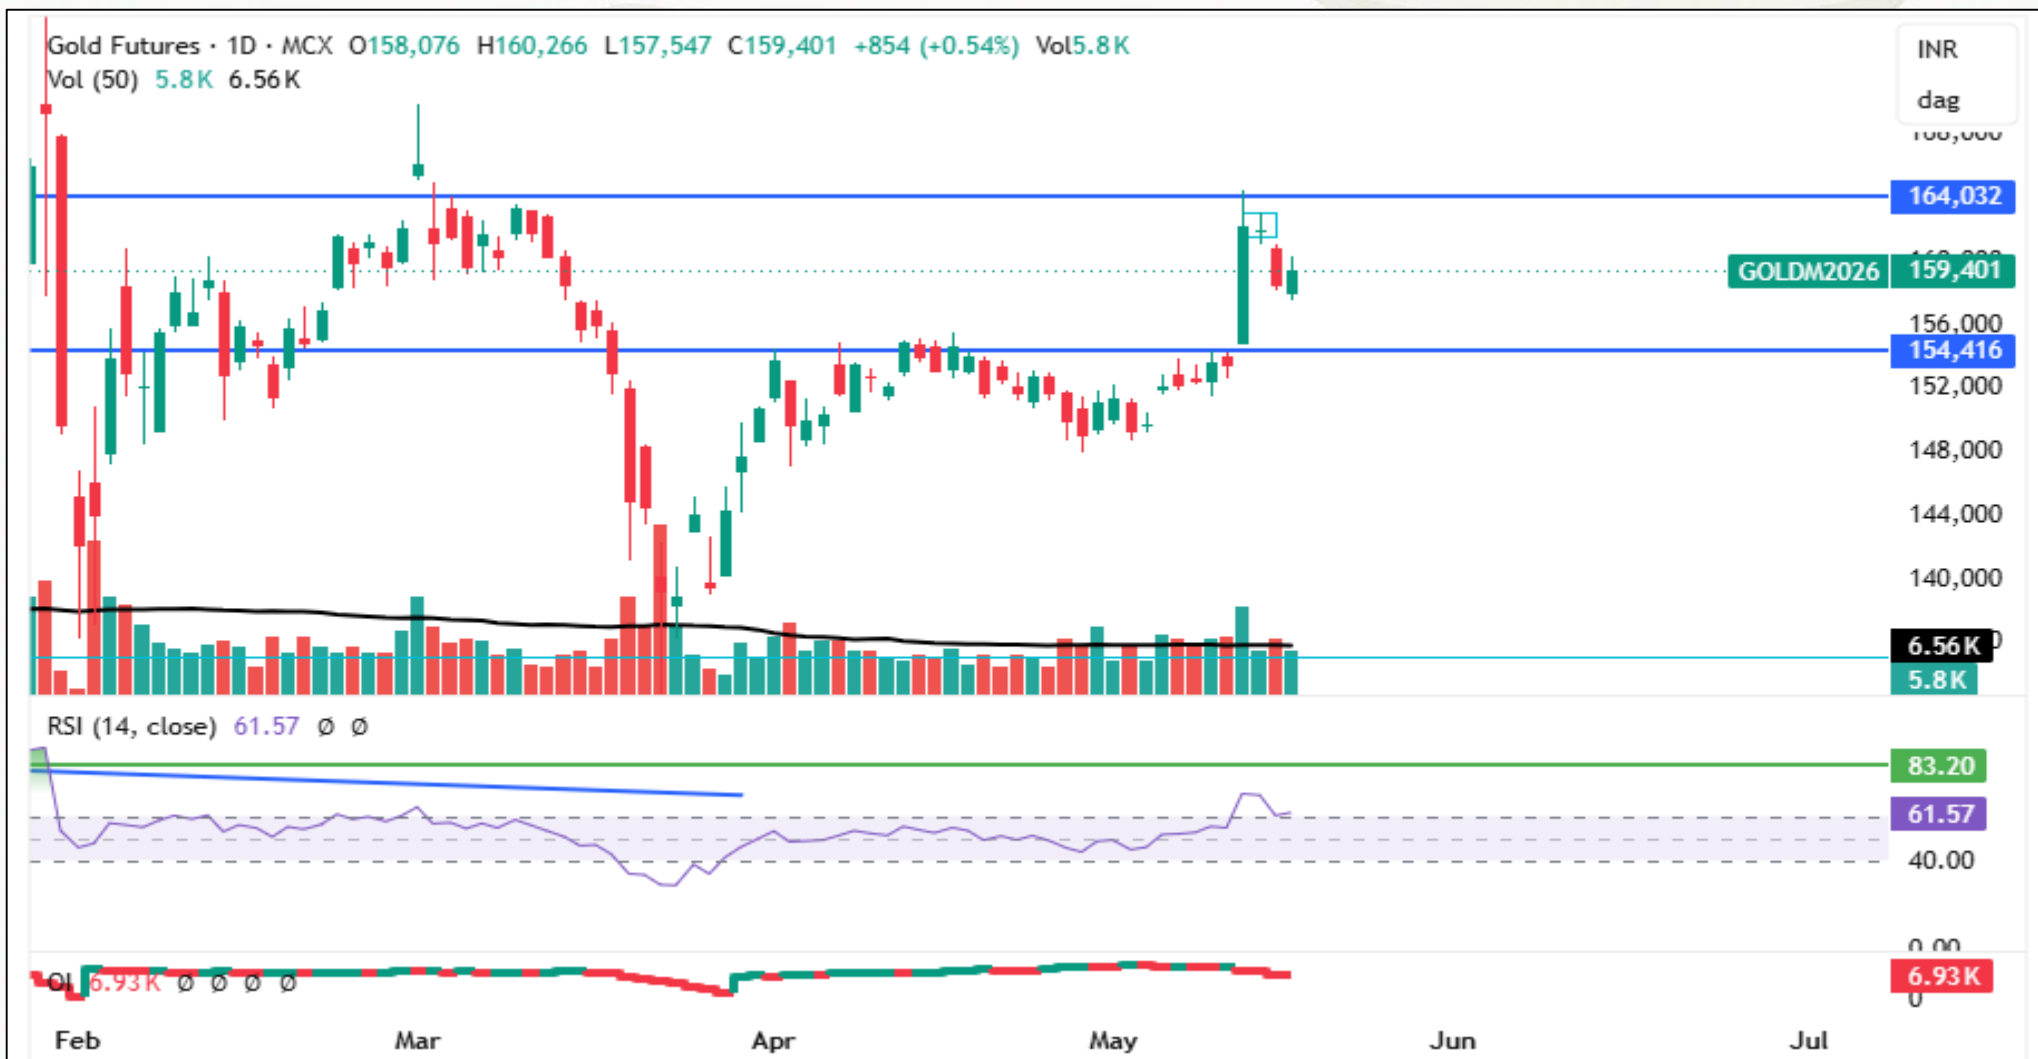 Gold Futures · 1D · MCX O158,076 H160,266 L157,547 C159,401 +854 (+0.54%) Vol5.8K
Vol (50) 5.8K 6.56K
INR
dag
164,032
GOLDM2026 159,401
156,000
154,416
152,000
148,000
144,000
140,000
6.56K
5.8K
RSI (14, close) 61.57 Ø Ø
83.20
61.57
40.00
0.00
OI 6.93K Ø Ø Ø Ø
6.93K
0
Feb Mar Apr May Jun Jul